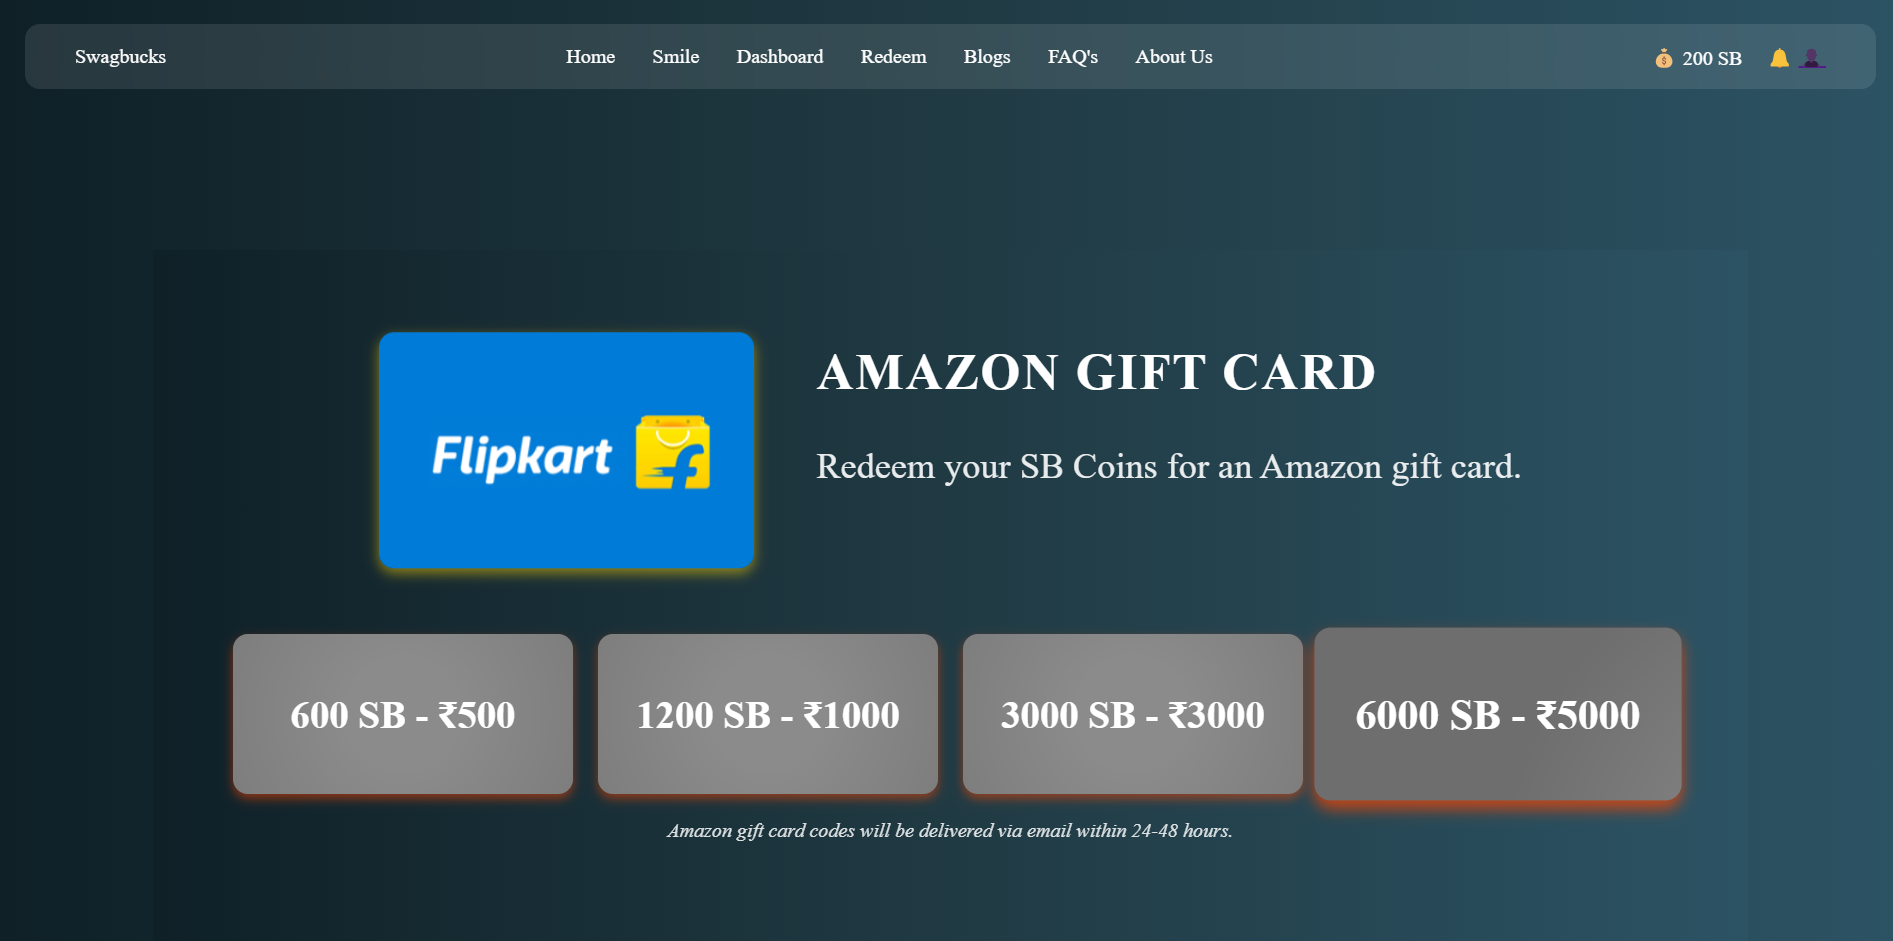 Swagbucks Home Smile Dashboard Redeem Blogs FAQ's About Us 200 SB
AMAZON GIFT CARD
Flipkart
Redeem your SB Coins for an Amazon gift card.
600 SB - ₹500 1200 SB - ₹1000 3000 SB - ₹3000 6000 SB - ₹5000
Amazon gift card codes will be delivered via email within 24-48 hours.